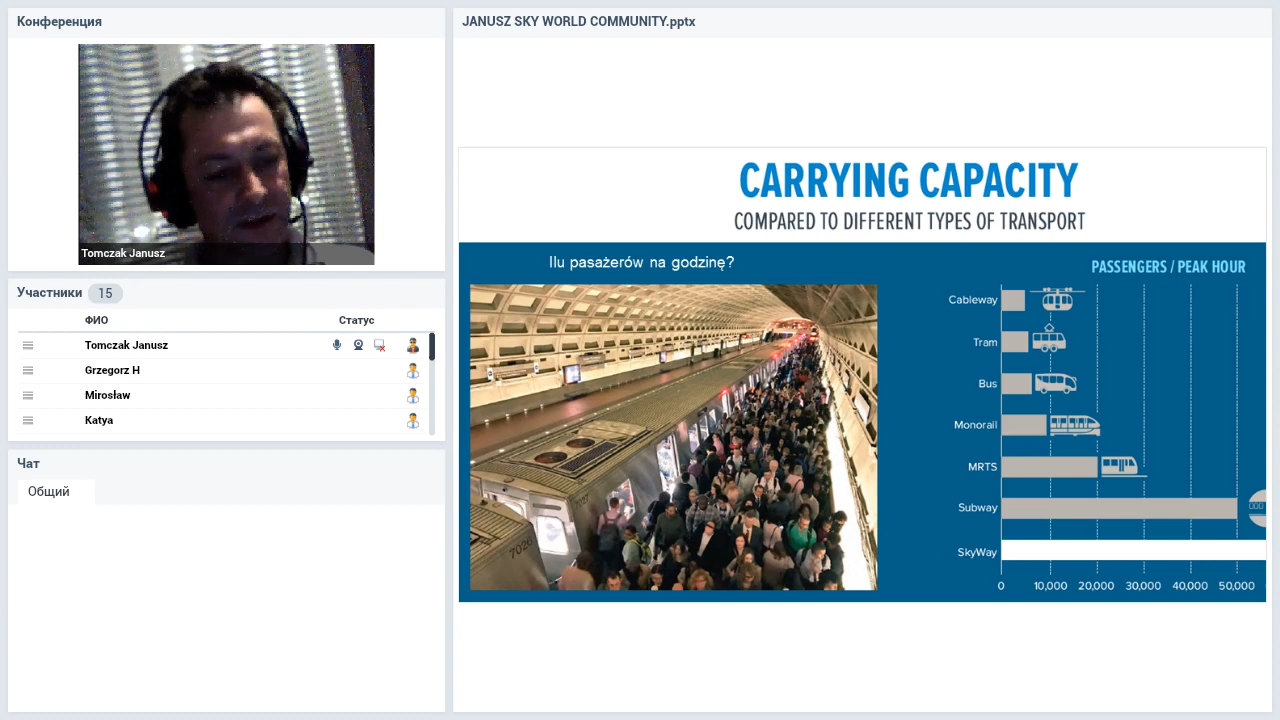 Конференция
Tomczak Janusz
Участники 15
ФИО Статус
Tomczak Janusz
Grzegorz H
Mirosław
Katya
Чат
Общий
JANUSZ SKY WORLD COMMUNITY.pptx
CARRYING CAPACITY
COMPARED TO DIFFERENT TYPES OF TRANSPORT
Ilu pasażerów na godzinę?
7026
PASSENGERS / PEAK HOUR
Cableway
Tram
Bus
Monorail
MRTS
Subway
SkyWay
0 10,000 20,000 30,000 40,000 50,000